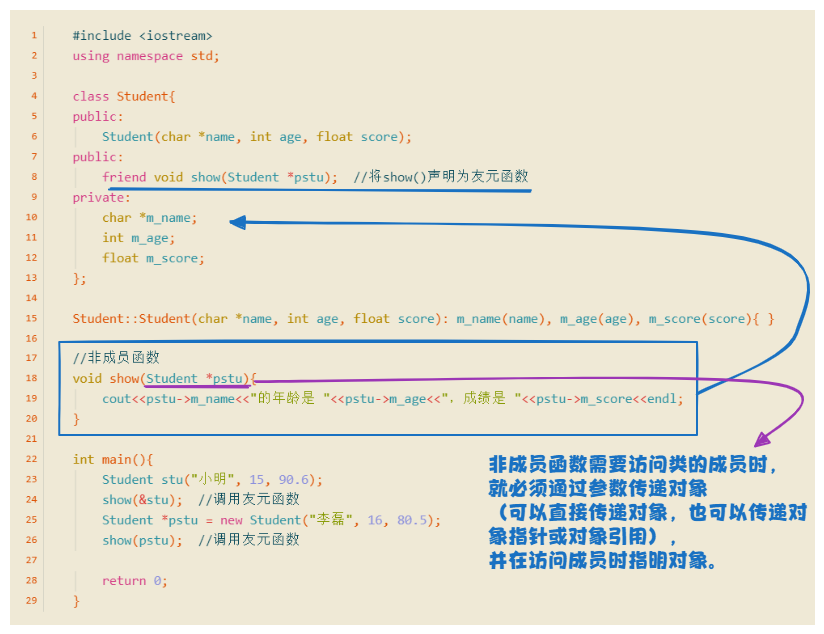 1 #include <iostream>
2 using namespace std;
3
4 class Student{
5 public:
6 Student(char *name, int age, float score);
7 public:
8 friend void show(Student *pstu); //将show()声明为友元函数
9 private:
10 char *m_name;
11 int m_age;
12 float m_score;
13 };
14
15 Student::Student(char *name, int age, float score): m_name(name), m_age(age), m_score(score){ }
16
17 //非成员函数
18 void show(Student *pstu){
19 cout<<pstu->m_name<<"的年龄是 "<<pstu->m_age<<"，成绩是 "<<pstu->m_score<<endl;
20 }
21
22 int main(){
23 Student stu("小明", 15, 90.6);
24 show(&stu); //调用友元函数
25 Student *pstu = new Student("李磊", 16, 80.5);
26 show(pstu); //调用友元函数
27
28 return 0;
29 }
非成员函数需要访问类的成员时，
就必须通过参数传递对象
（可以直接传递对象，也可以传递对
象指针或对象引用），
并在访问成员时指明对象。